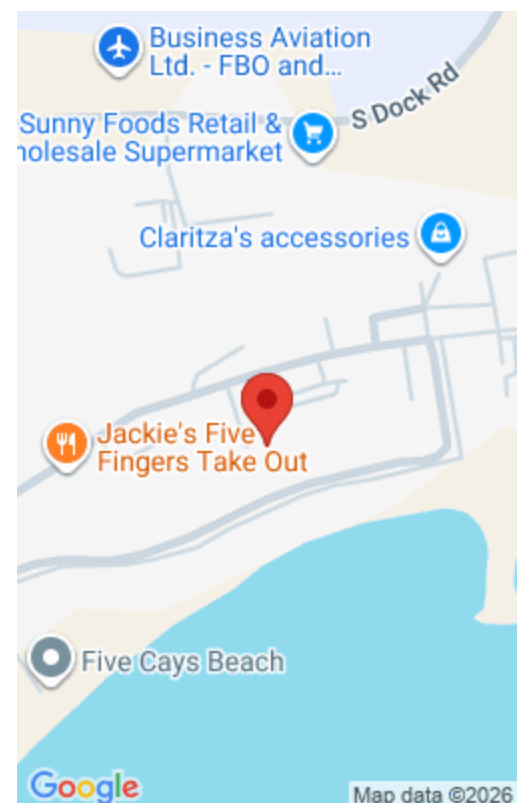 Business Aviation
Ltd. - FBO and...
S Dock Rd
Sunny Foods Retail &
holesale Supermarket
Claritza's accessories
Jackie's Five
Fingers Take Out
Five Cays Beach
Google
Map data ©2026